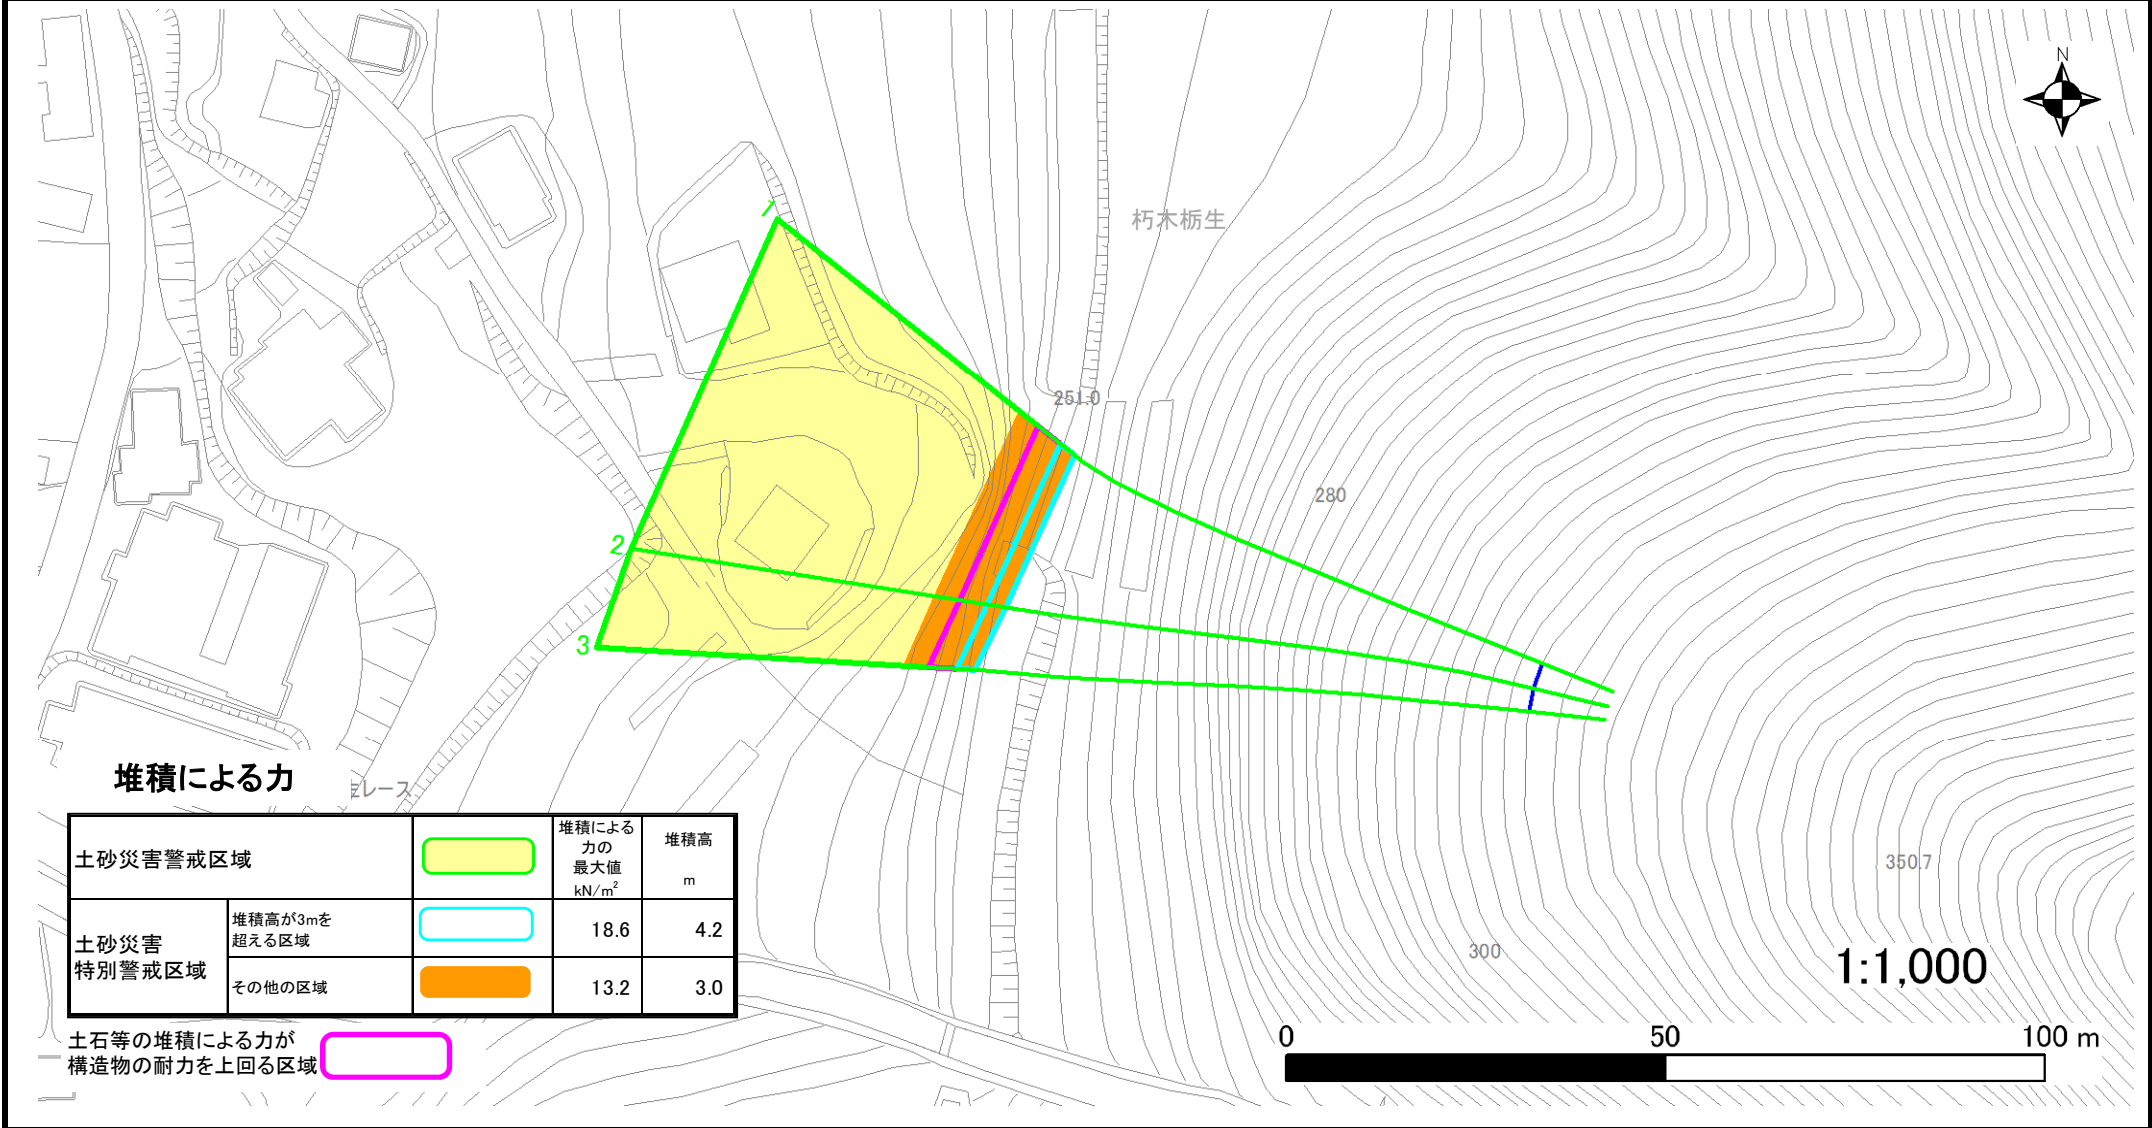 N
朽木栃生
1
251.0
280
2
3
堆積による力
レース
土砂災害警戒区域
堆積による
力の
最大値
kN/m²
堆積高
m
土砂災害
特別警戒区域
堆積高が3mを
超える区域
18.6
4.2
その他の区域
13.2
3.0
土石等の堆積による力が
構造物の耐力を上回る区域
350.7
300
1:1,000
0 50 100 m